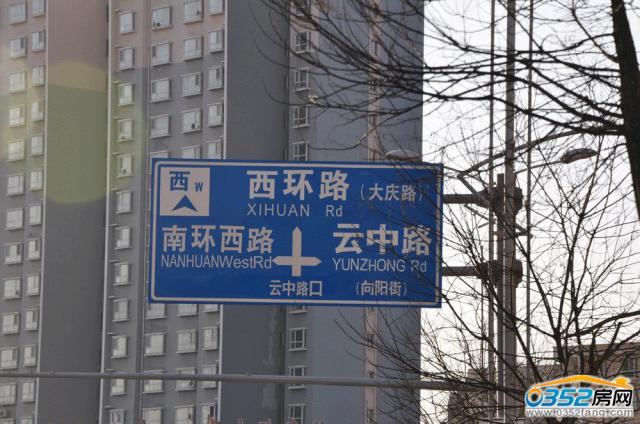 西 W
西环路（大庆路）
XIHUAN Rd
南环西路
NANHUANWestRd
云中路
YUNZHONG Rd
云中路口
（向阳街）
0352房网
www.0352fang.com